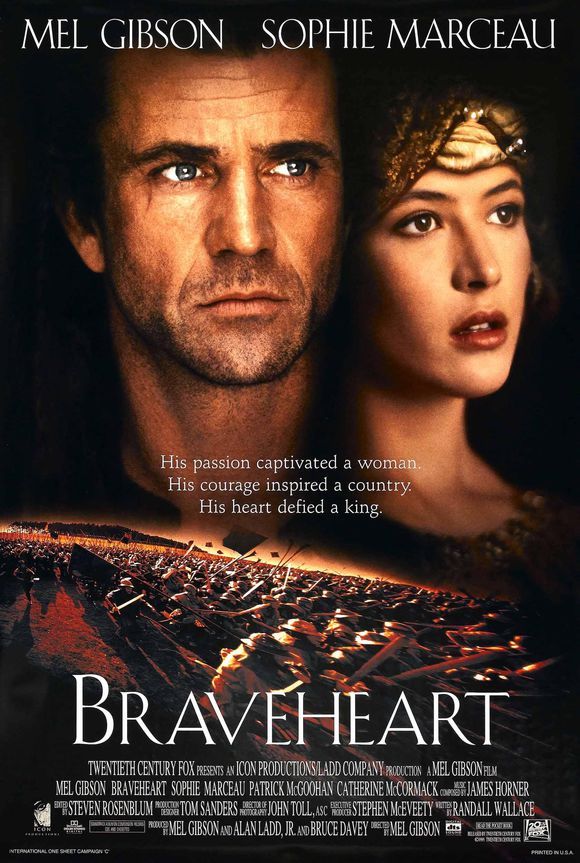 MEL GIBSON SOPHIE MARCEAU
His passion captivated a woman.
His courage inspired a country.
His heart defied a king.
BRAVEHEART
TWENTIETH CENTURY FOX PRESENTS AN ICON PRODUCTIONS/LADD COMPANY PRODUCTION A MEL GIBSON FILM
MEL GIBSON BRAVEHEART SOPHIE MARCEAU PATRICK McGOOHAN CATHERINE McCORMACK MUSIC COMPOSED BY JAMES HORNER
EDITED BY STEVEN ROSENBLUM PRODUCTION DESIGNER TOM SANDERS DIRECTOR OF PHOTOGRAPHY JOHN TOLL, ASC EXECUTIVE PRODUCER STEPHEN McEVEETY WRITTEN BY RANDALL WALLACE
PRODUCED BY MEL GIBSON AND ALAN LADD, JR. AND BRUCE DAVEY DIRECTED BY MEL GIBSON
ICON
PRODUCTIONS
dts
INTERNATIONAL ONE SHEET CAMPAIGN 'C'
PRINTED IN U.S.A.